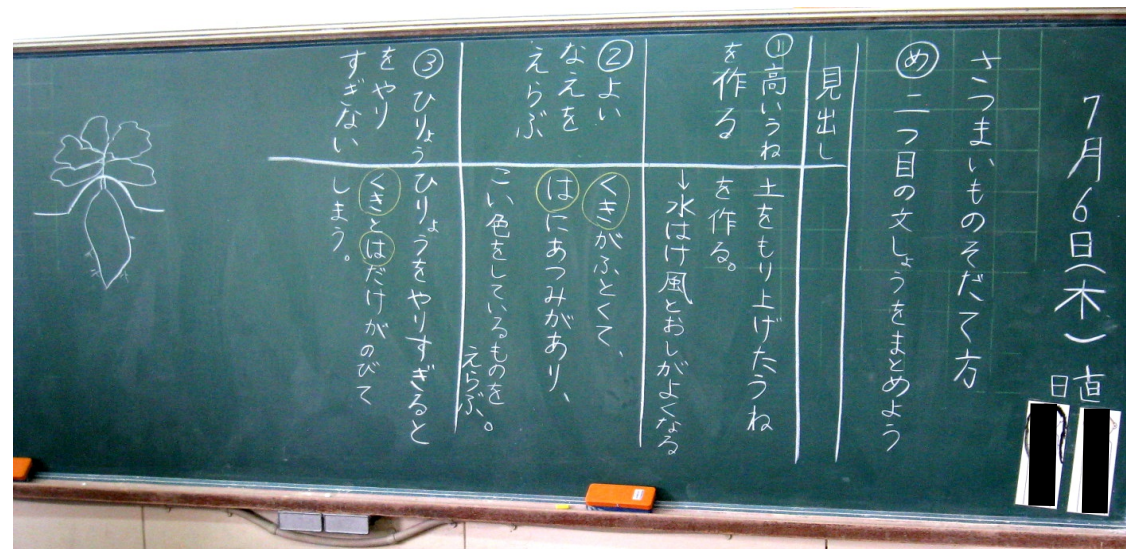 7月6日(木)
日直
さつまいものそだて方
め 二つ目の文しょうをまとめよう
見出し
①高いうね
を作る
土をもり上げたうね
を作る。
→水はけ風とおしがよくなる
②よい
なえを
えらぶ
くきがふとくて、
はにあつみがあり、
こい色をしているものを
えらぶ。
③ひりょう
をやり
すぎない
ひりょうをやりすぎると
くきとはだけがのびて
しまう。